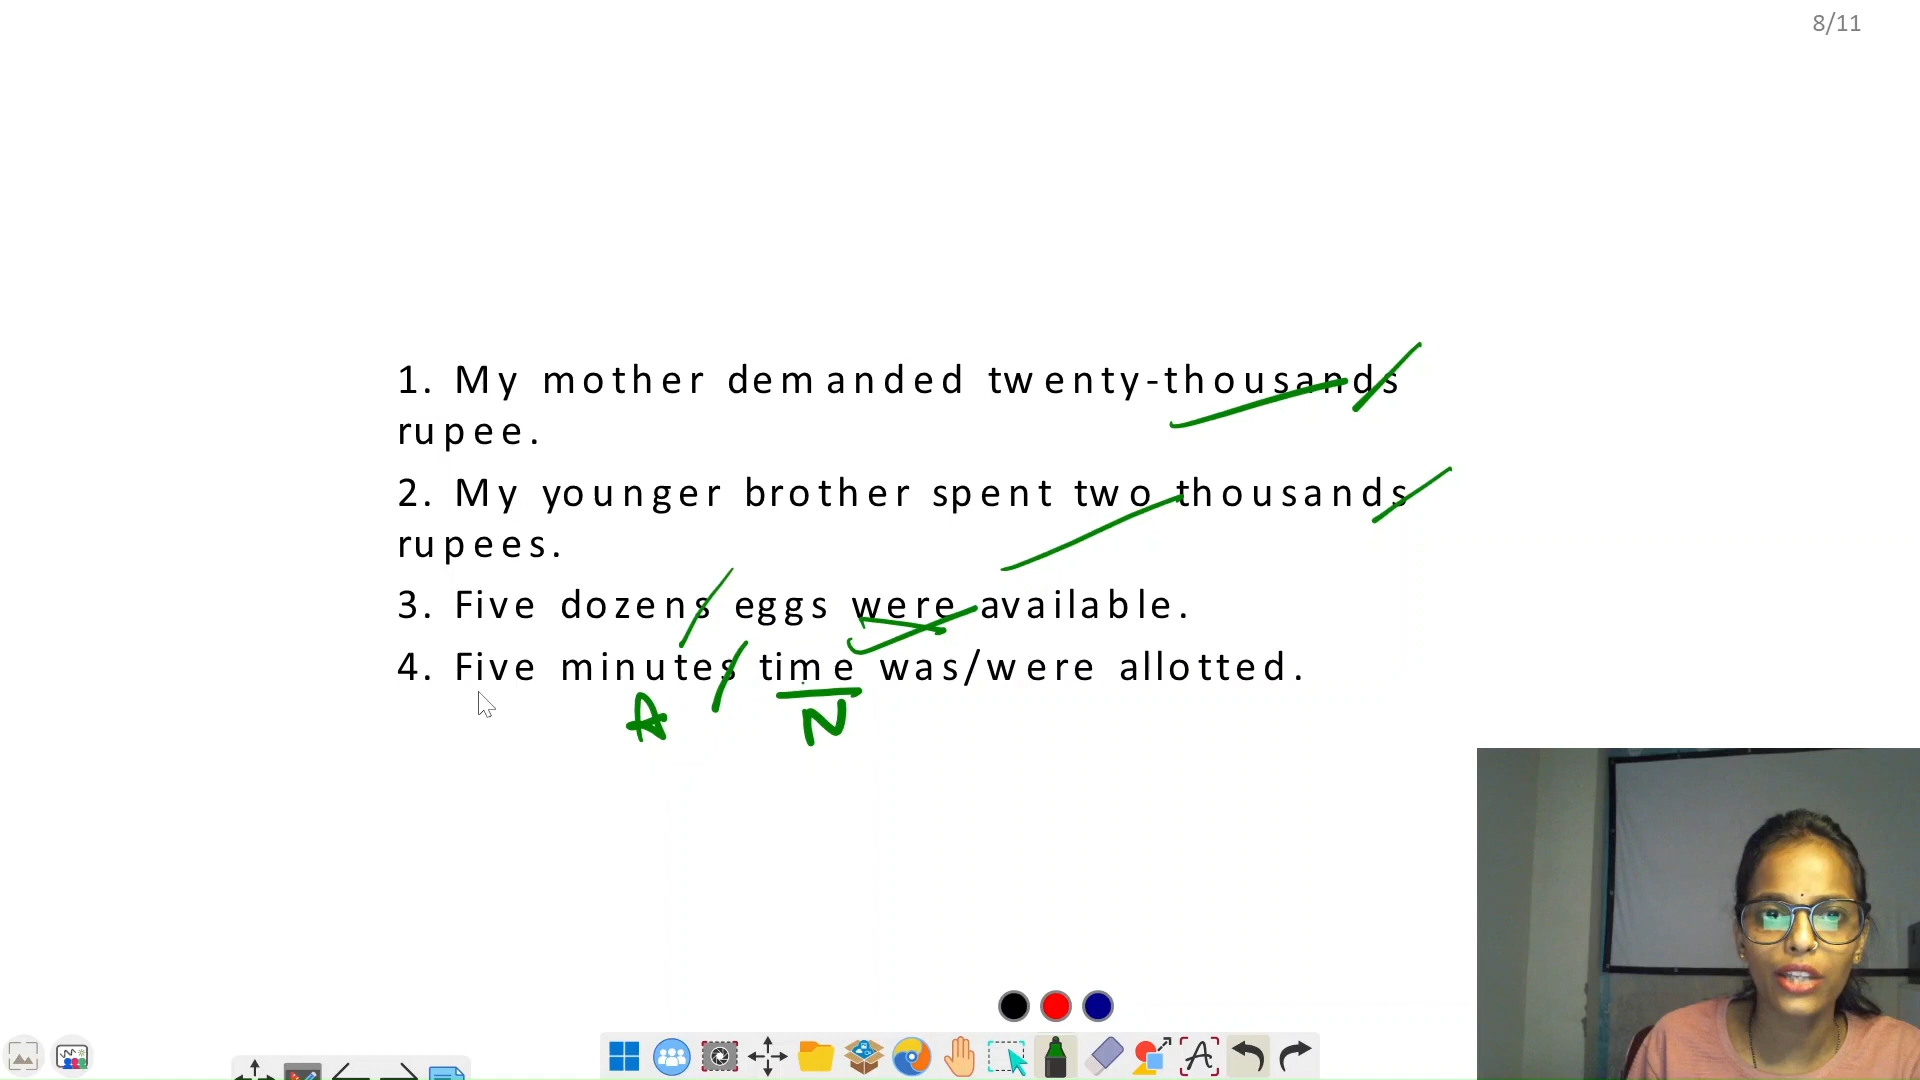 8/11
1. My mother demanded twenty-thousands
rupee.
2. My younger brother spent two thousands
rupees.
3. Five dozens eggs were available.
4. Five minutes time was/were allotted.
A N